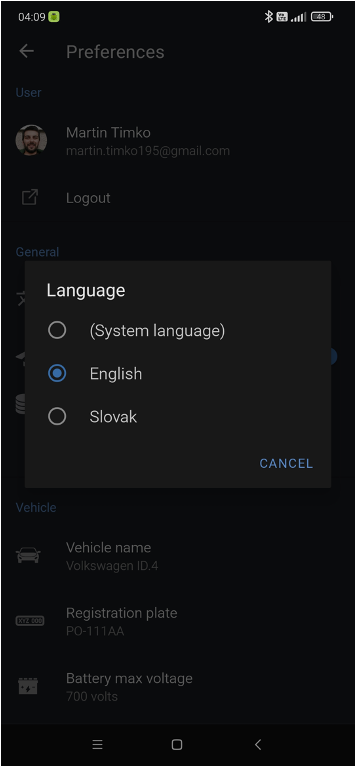 04:09
48
Preferences
User
Martin Timko
martin.timko195@gmail.com
Logout
General
Language
(System language)
English
Slovak
CANCEL
Vehicle
Vehicle name
Volkswagen ID.4
Registration plate
PO-111AA
Battery max voltage
700 volts